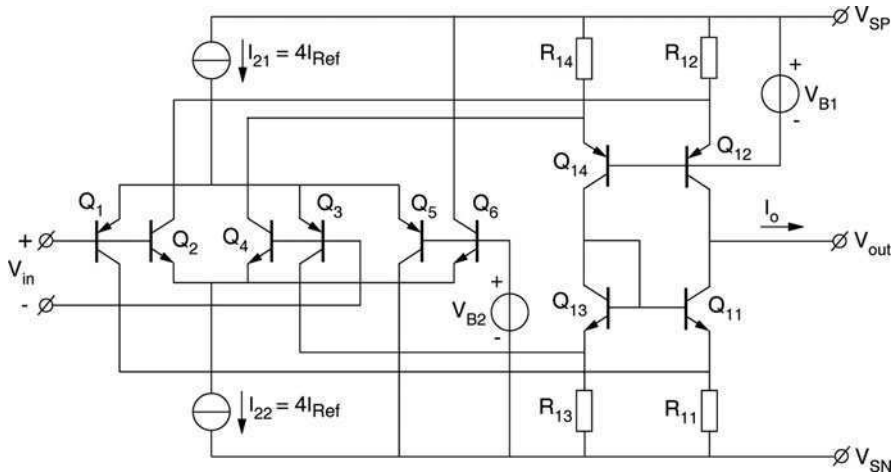 V_SP
I_21 = 4I_Ref
R_14
R_12
+
V_B1
-
Q_12
Q_14
Q_1
Q_3
Q_5
Q_6
+
Q_2
Q_4
I_o
V_in
V_out
-
+
V_B2
-
Q_13
Q_11
I_22 = 4I_Ref
R_13
R_11
V_SN